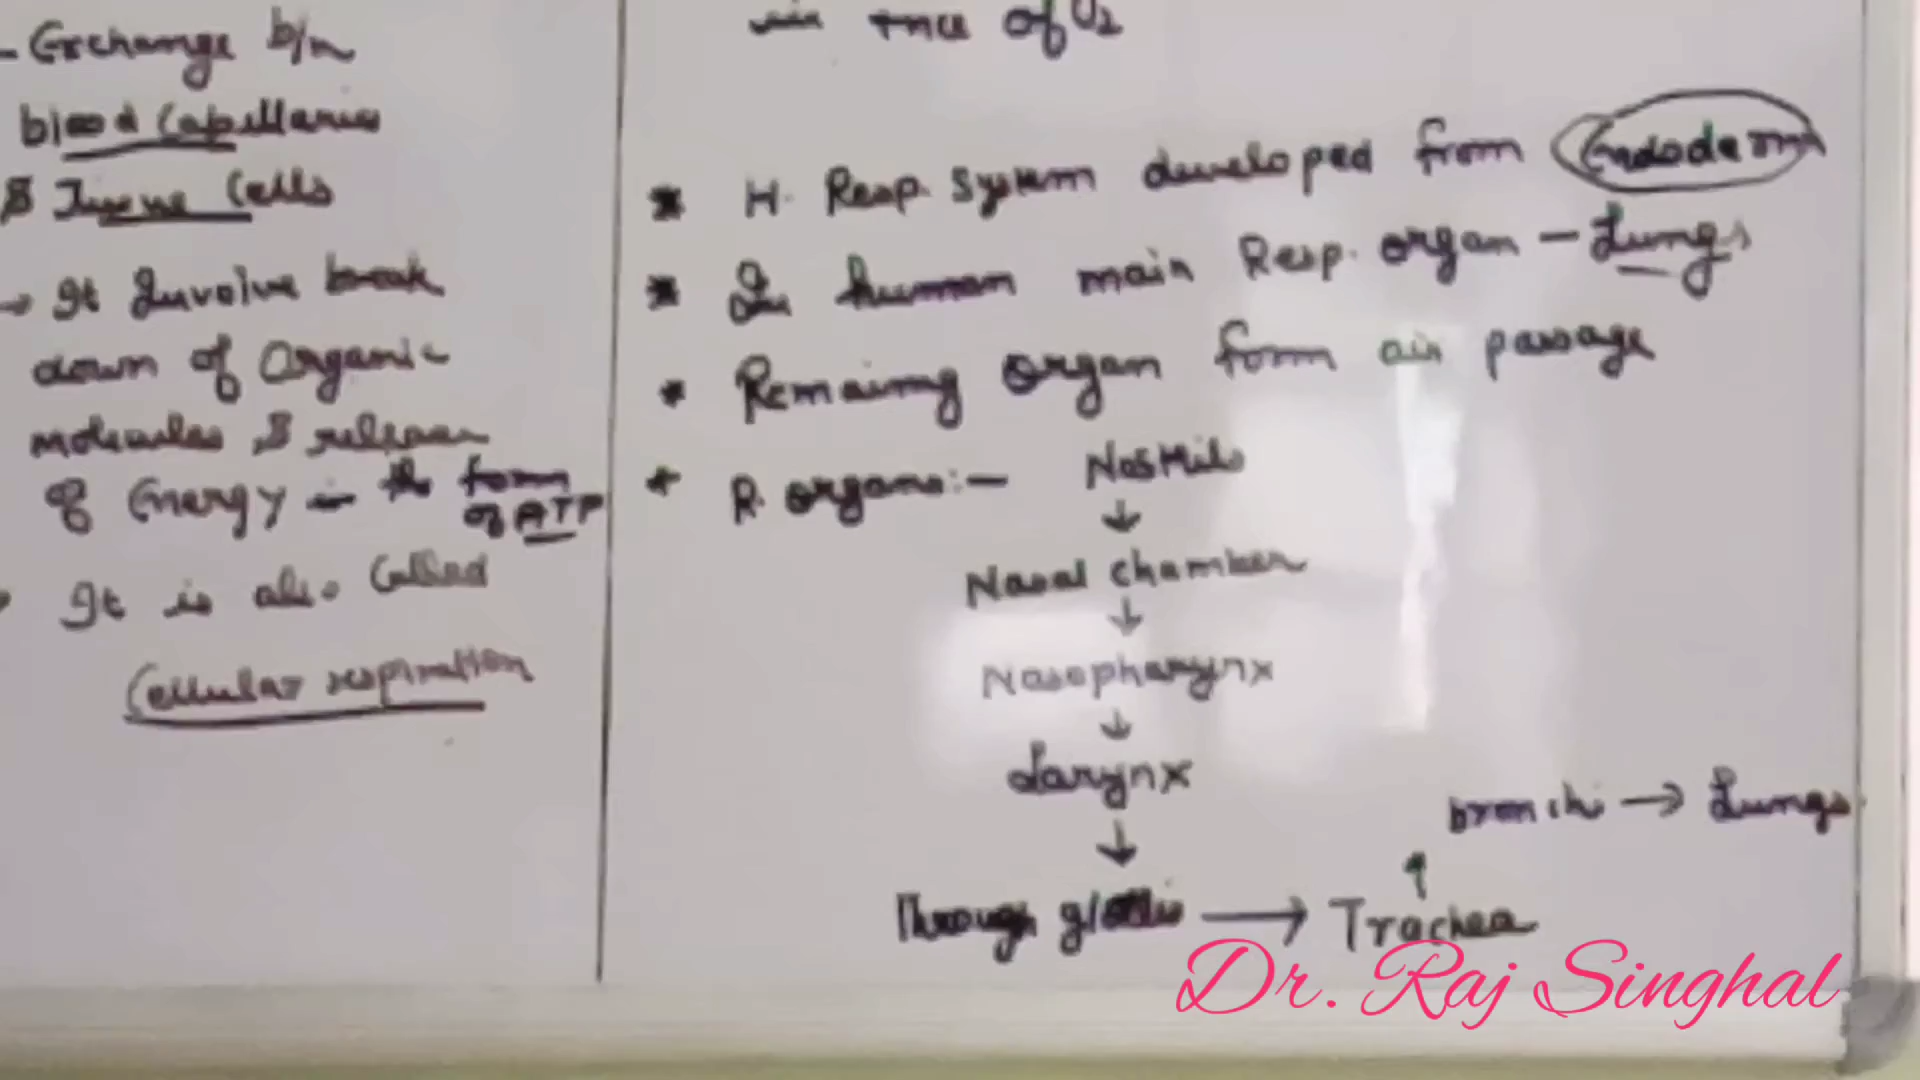 - Exchange b/n
blood Capillaries
& Tissue Cells
→ It Involve break
down of Organic
molecules & release
of Energy in the form
of ATP
It is also Called
Cellular respiration
of O2
* H. Resp. System developed from Endoderm
* In human main Resp. organ - Lungs
* Remaining organ form air passage
* R. organs:- Nostrils
↓
Nasal chamber
↓
Nasopharynx
↓
Larynx
↓
Through glottis → Trachea
↑
bronchi → Lungs
Dr. Raj Singhal